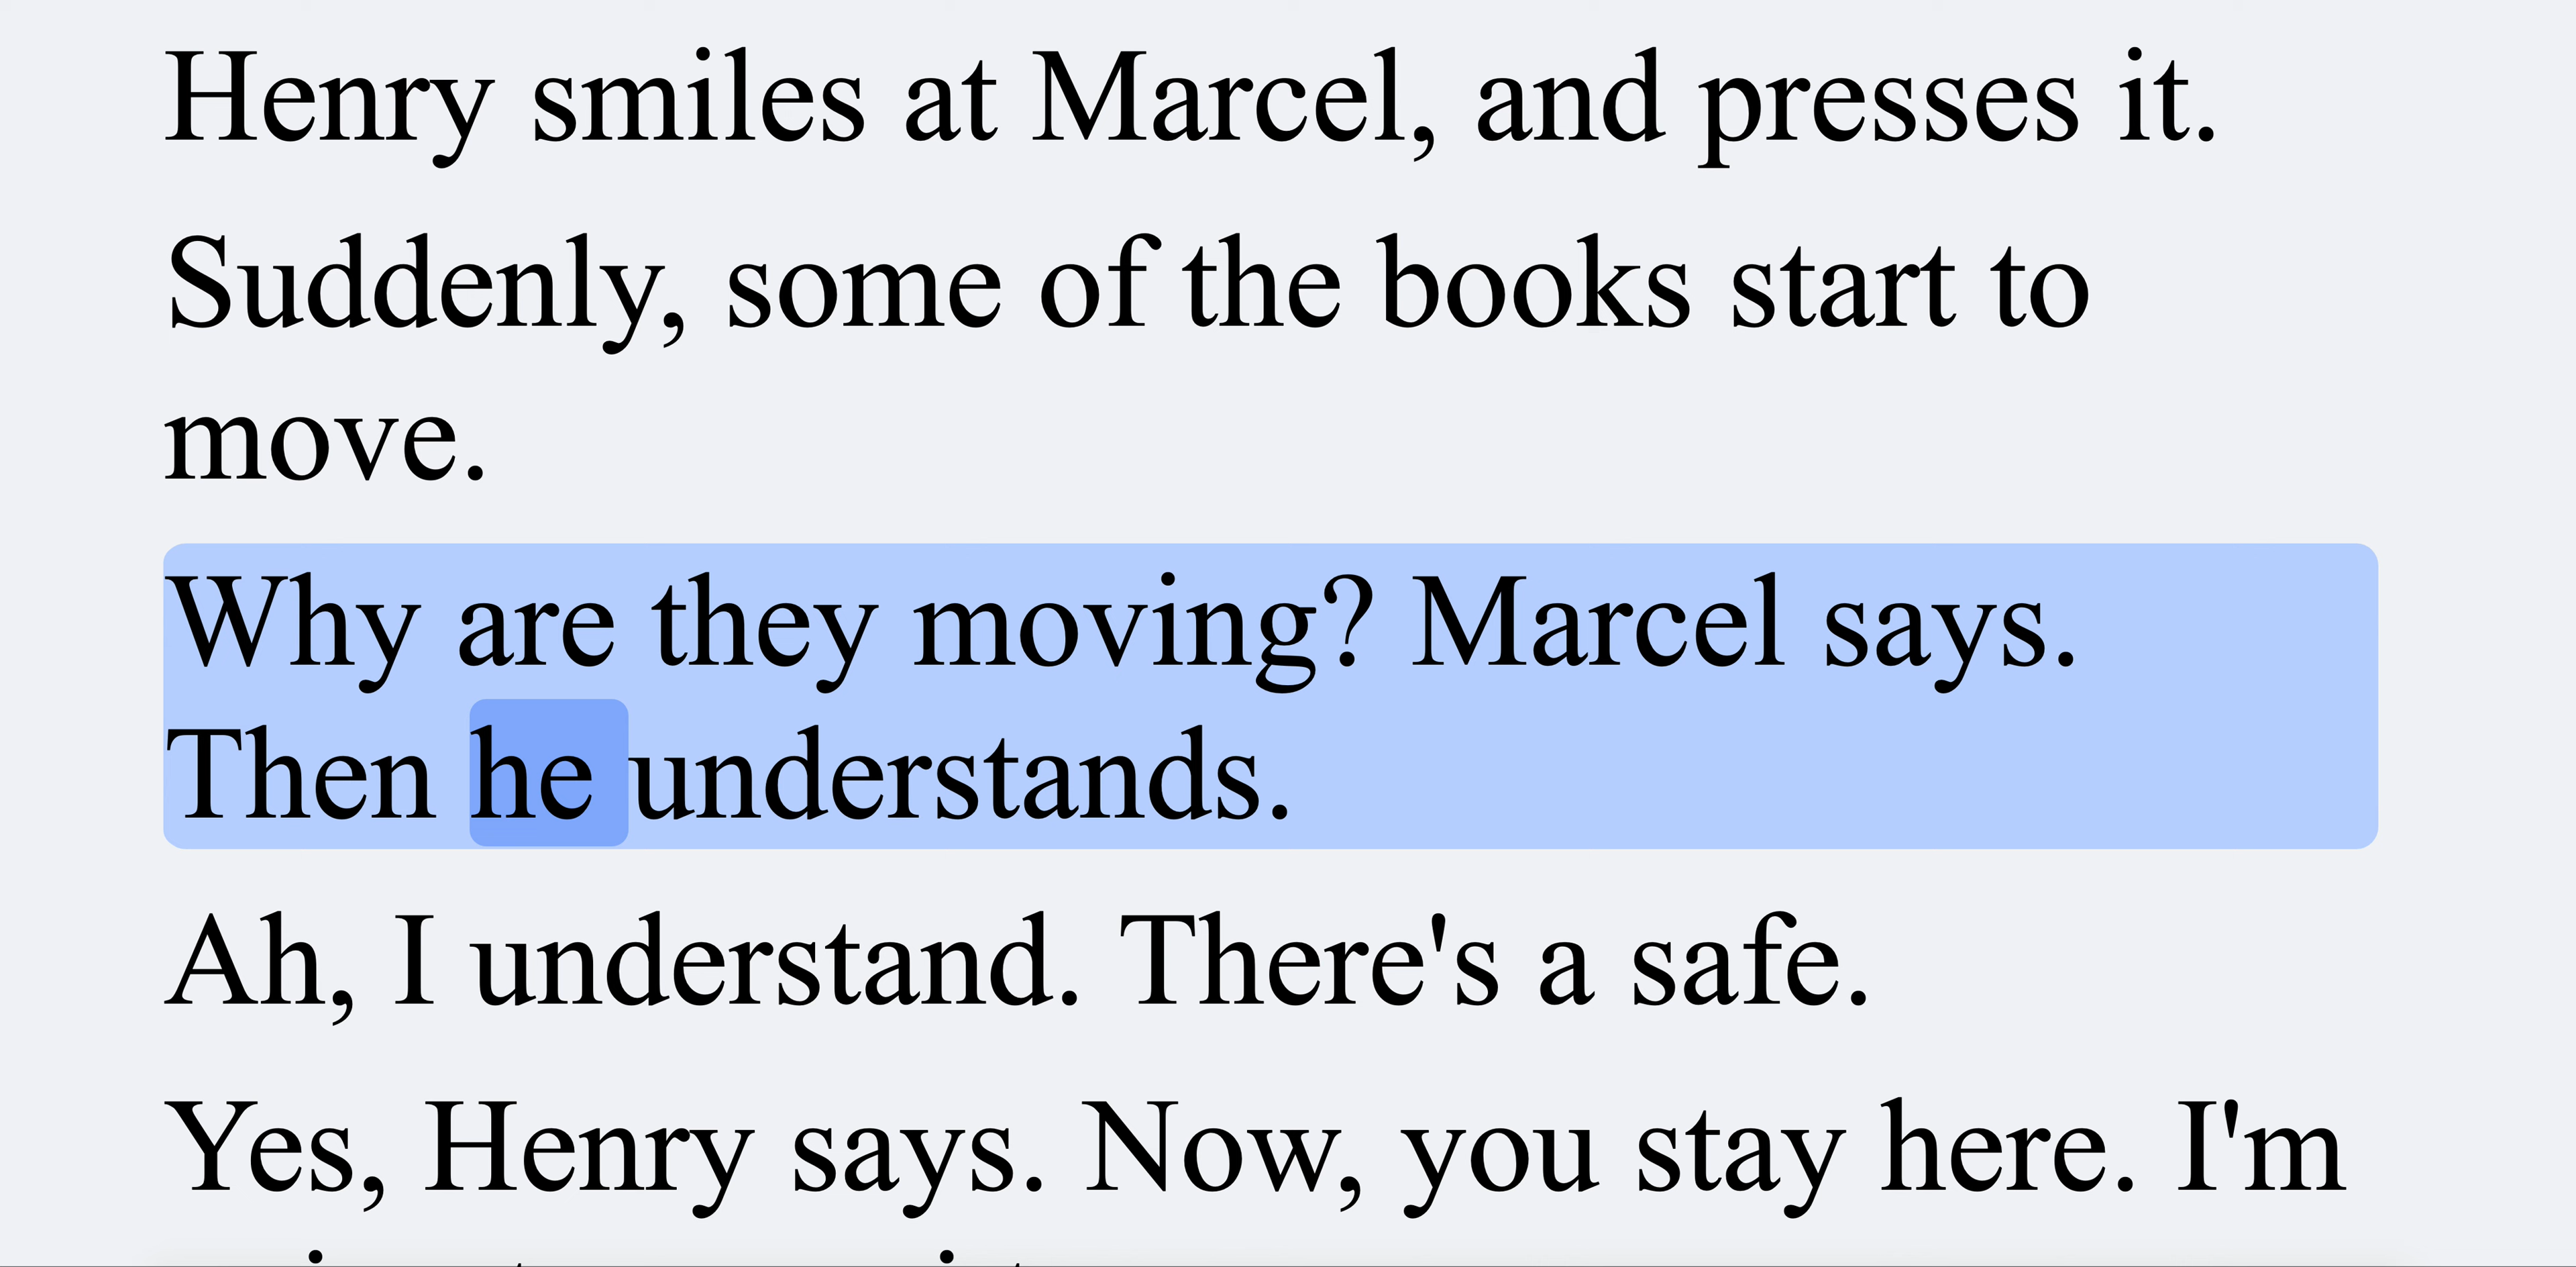 Henry smiles at Marcel, and presses it.
Suddenly, some of the books start to
move.
Why are they moving? Marcel says.
Then he understands.
Ah, I understand. There's a safe.
Yes, Henry says. Now, you stay here. I'm